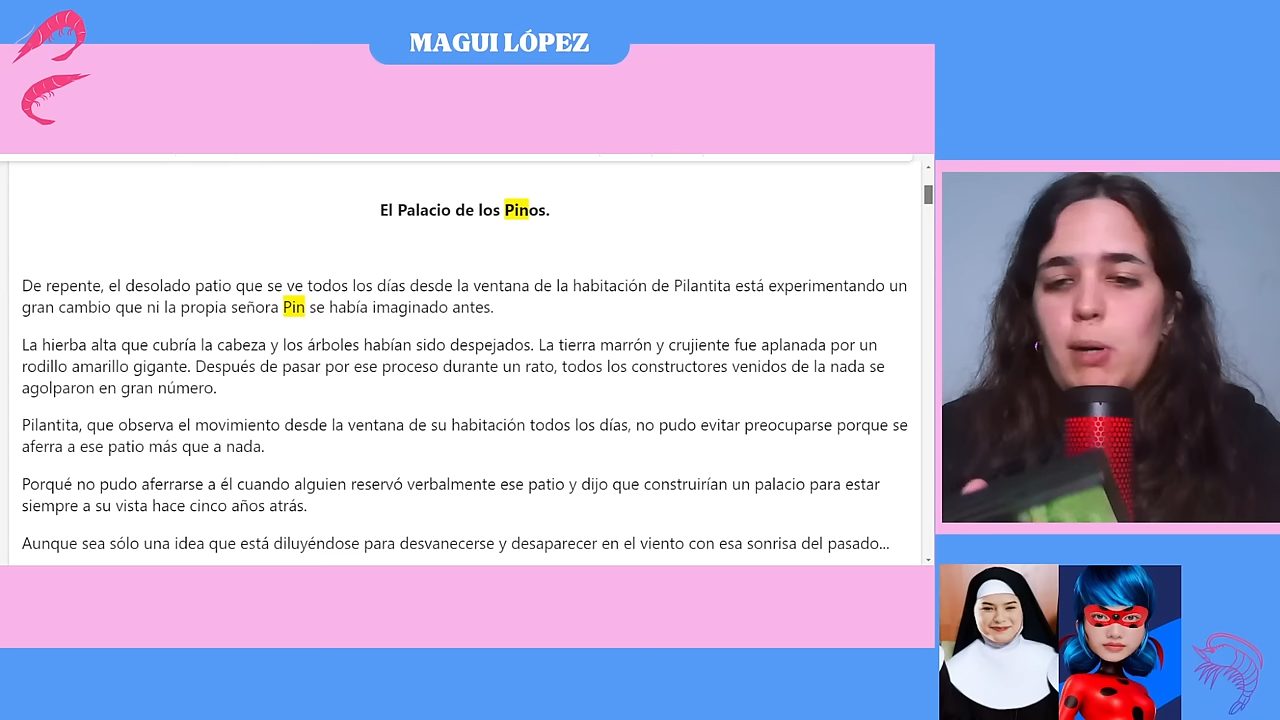 MAGUI LÓPEZ
El Palacio de los Pinos.
De repente, el desolado patio que se ve todos los días desde la ventana de la habitación de Pilantita está experimentando un
gran cambio que ni la propia señora Pin se había imaginado antes.
La hierba alta que cubría la cabeza y los árboles habían sido despejados. La tierra marrón y crujiente fue aplanada por un
rodillo amarillo gigante. Después de pasar por ese proceso durante un rato, todos los constructores venidos de la nada se
agolparon en gran número.
Pilantita, que observa el movimiento desde la ventana de su habitación todos los días, no pudo evitar preocuparse porque se
aferra a ese patio más que a nada.
Porqué no pudo aferrarse a él cuando alguien reservó verbalmente ese patio y dijo que construirían un palacio para estar
siempre a su vista hace cinco años atrás.
Aunque sea sólo una idea que está diluyéndose para desvanecerse y desaparecer en el viento con esa sonrisa del pasado...